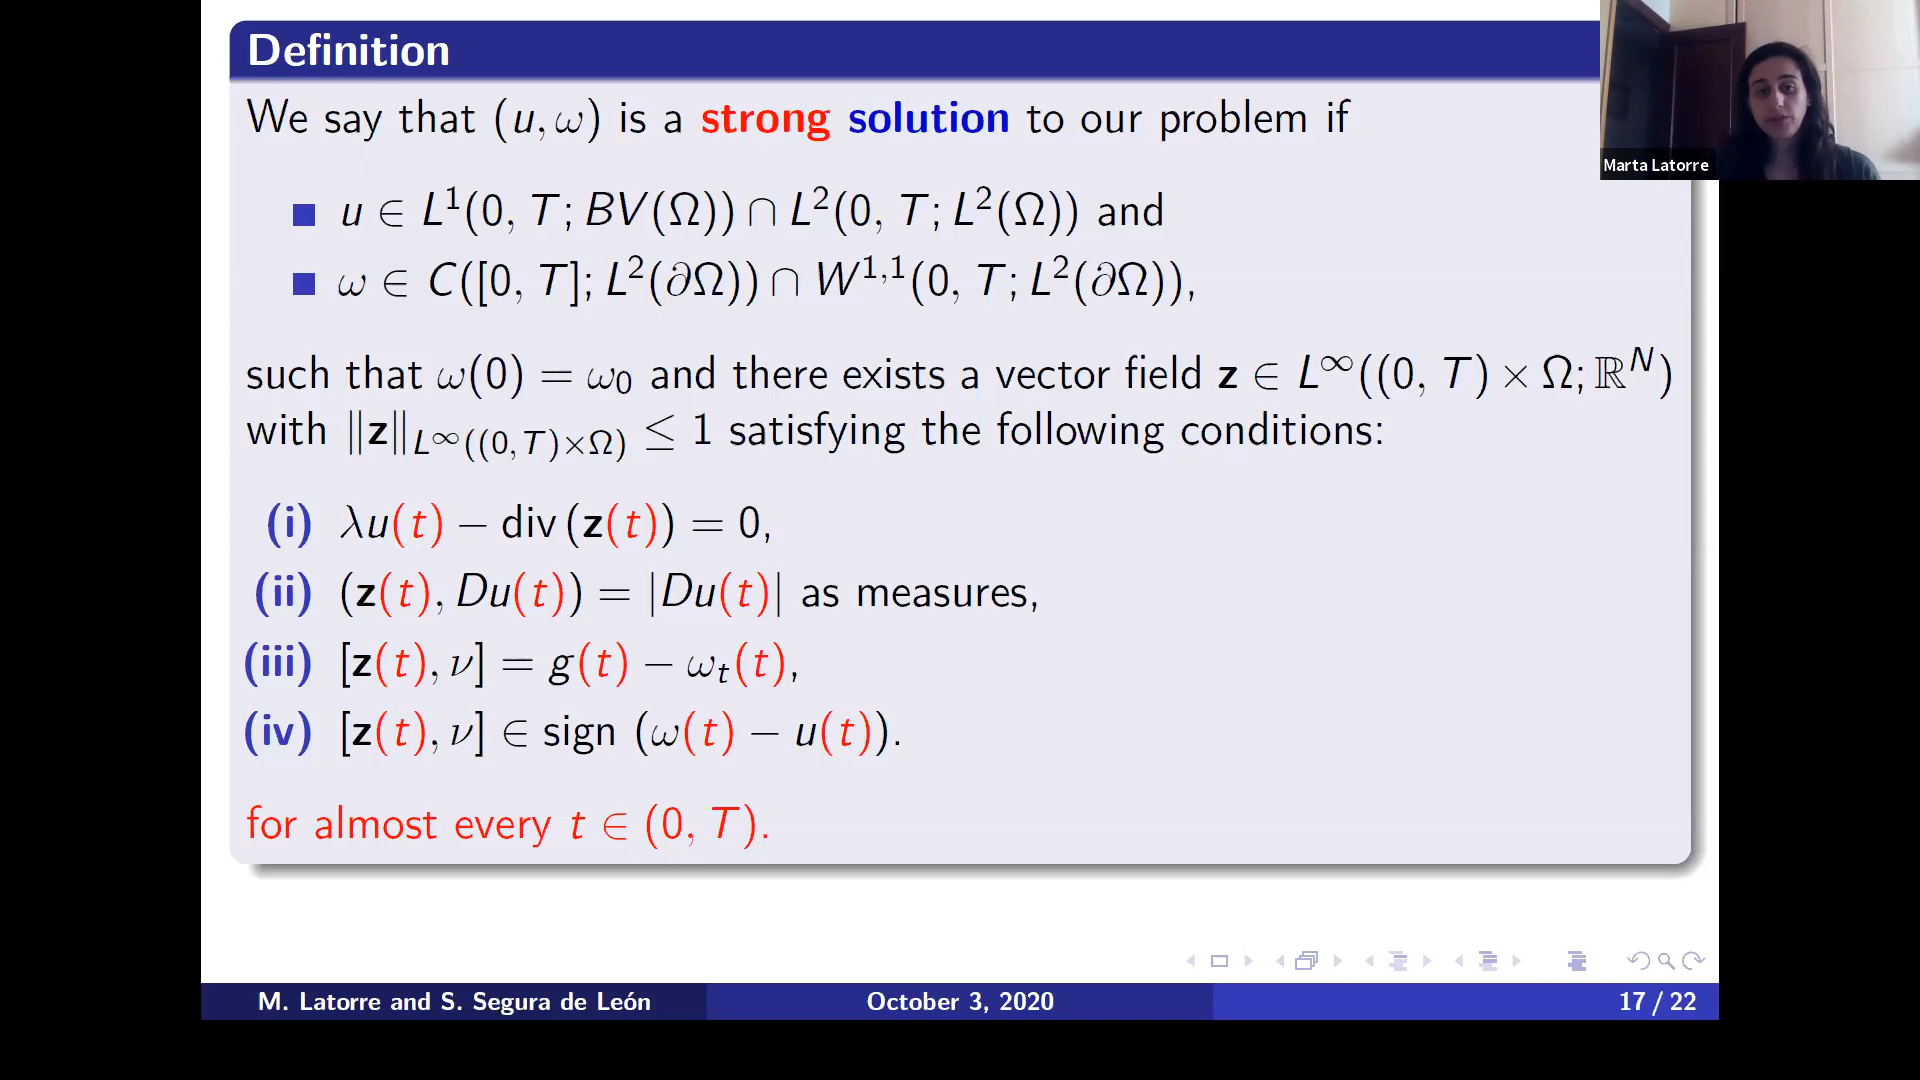 Definition
We say that (u, ω) is a strong solution to our problem if
Marta Latorre
u ∈ L¹(0, T; BV(Ω)) ∩ L²(0, T; L²(Ω)) and
ω ∈ C([0, T]; L²(∂Ω)) ∩ W¹,¹(0, T; L²(∂Ω)),
such that ω(0) = ω₀ and there exists a vector field z ∈ L^∞((0, T) × Ω; ℝ^N)
with ‖z‖_{L^∞((0,T)×Ω)} ≤ 1 satisfying the following conditions:
(i) λu(t) − div (z(t)) = 0,
(ii) (z(t), Du(t)) = |Du(t)| as measures,
(iii) [z(t), ν] = g(t) − ω_t(t),
(iv) [z(t), ν] ∈ sign (ω(t) − u(t)).
for almost every t ∈ (0, T).
M. Latorre and S. Segura de León October 3, 2020 17 / 22